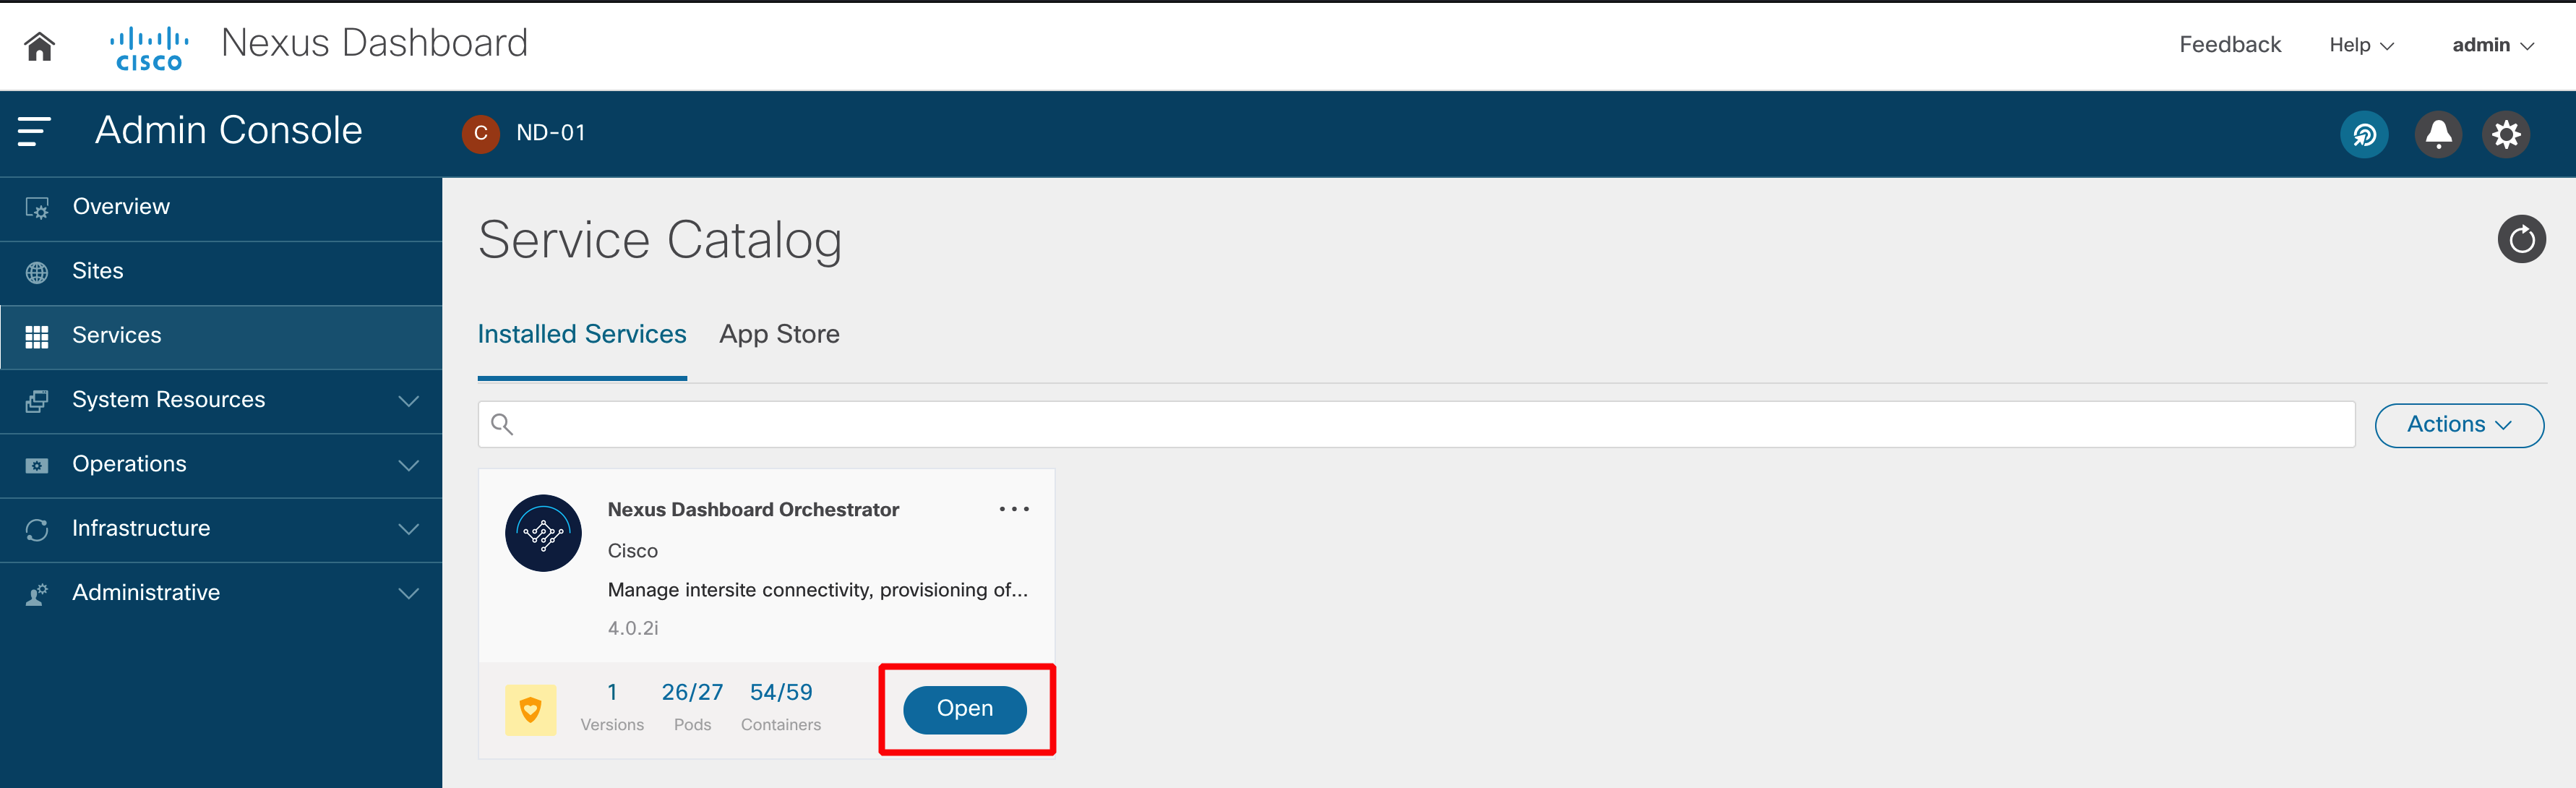 CISCO Nexus Dashboard Feedback Help admin
Admin Console C ND-01
Overview
Sites
Services
System Resources
Operations
Infrastructure
Administrative
Service Catalog
Installed Services App Store
Actions
Nexus Dashboard Orchestrator
Cisco
Manage intersite connectivity, provisioning of...
4.0.2i
1 26/27 54/59
Versions Pods Containers
Open